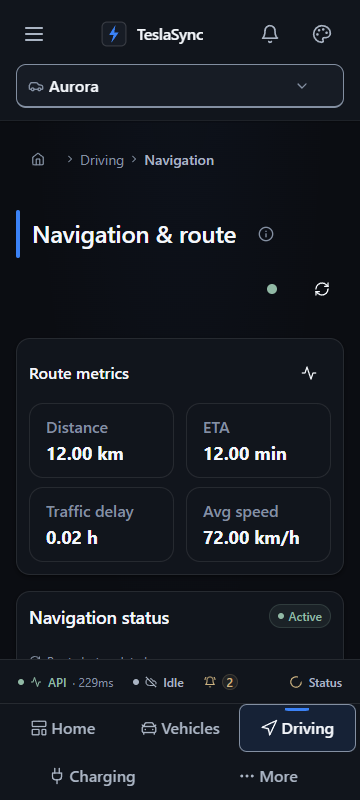 TeslaSync
Aurora
Driving
Navigation
Navigation & route
Route metrics
Distance
12.00 km
ETA
12.00 min
Traffic delay
0.02 h
Avg speed
72.00 km/h
Navigation status
Active
API · 229ms
Idle
2
Status
Home
Vehicles
Driving
Charging
More